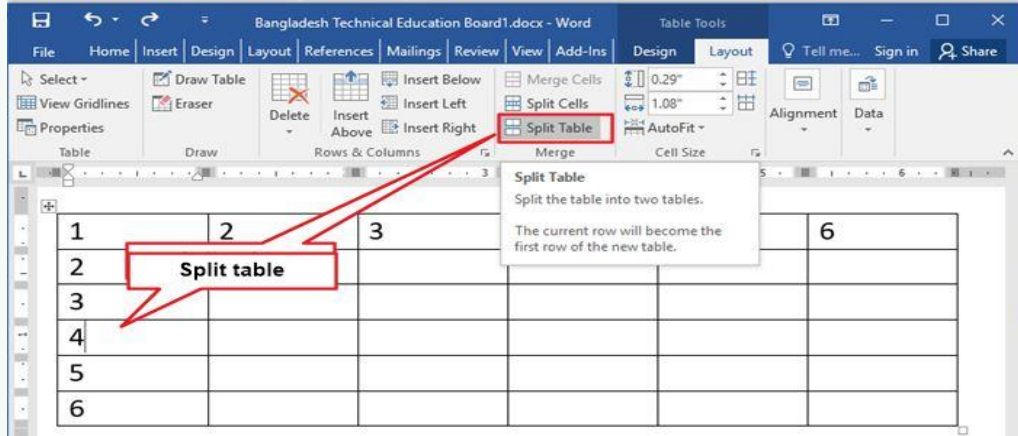 Bangladesh Technical Education Board1.docx - Word
Table Tools
File Home Insert Design Layout References Mailings Review View Add-Ins Design Layout Tell me... Sign in Share
Select
View Gridlines
Properties
Table
Draw Table
Eraser
Draw
Delete
Insert
Above
Insert Below
Insert Left
Insert Right
Rows & Columns
Merge Cells
Split Cells
Split Table
Merge
0.29"
1.08"
AutoFit
Cell Size
Alignment
Data
3 5 6
Split Table
Split the table into two tables.
The current row will become the
first row of the new table.
1 2 3 6
2
Split table
3
4
5
6